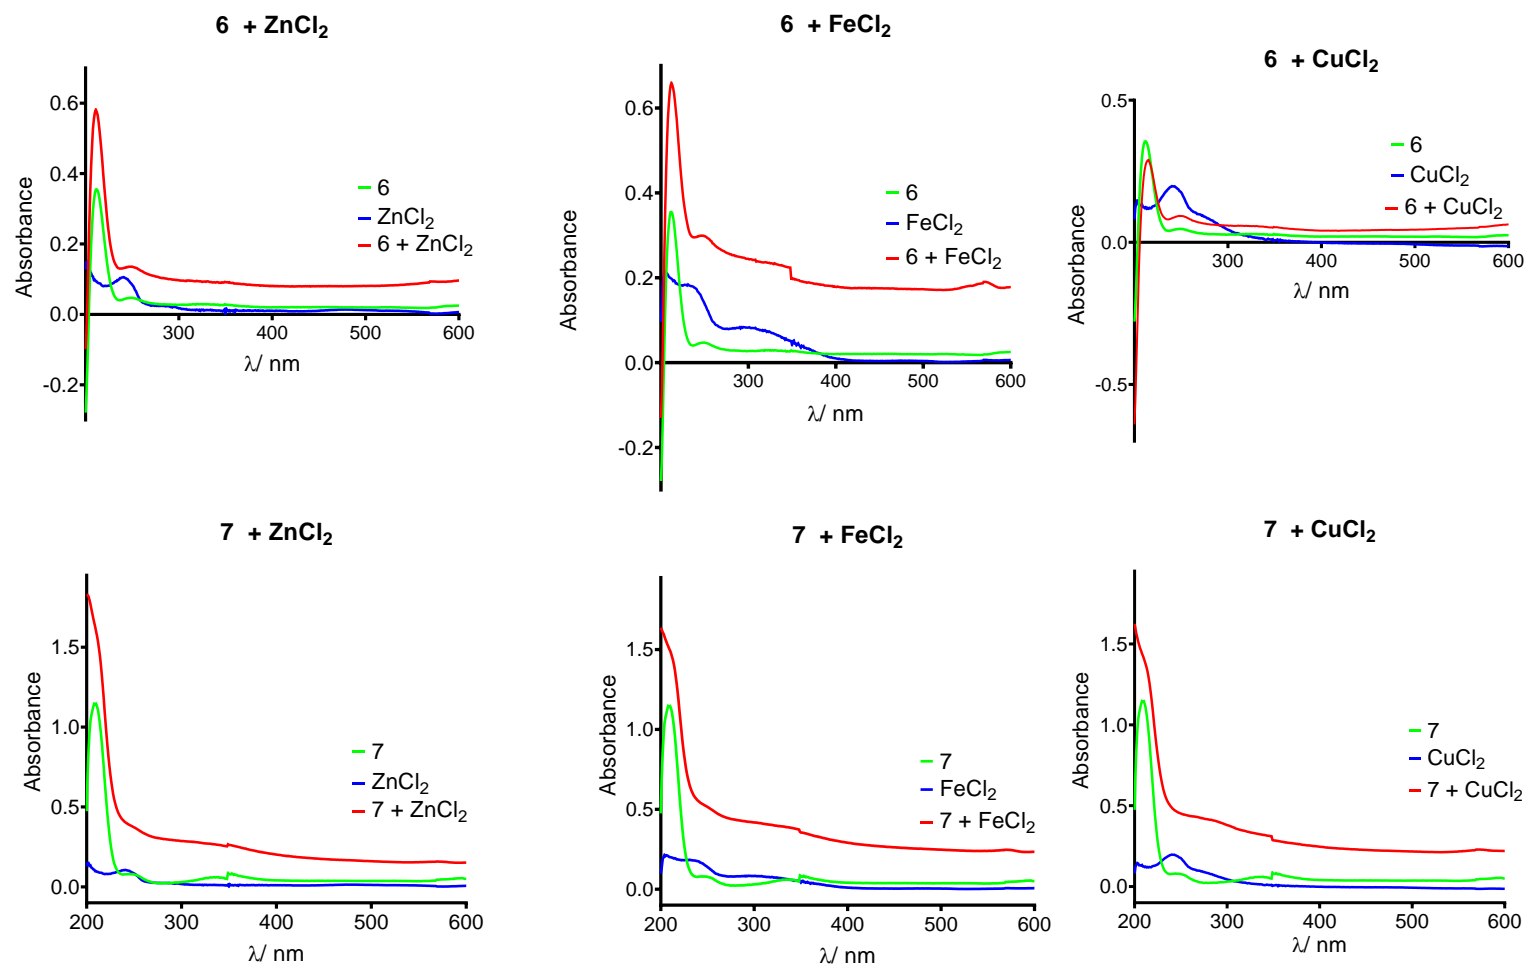 6 + ZnCl2
Absorbance
0.6
0.4
0.2
0.0
-0.2
300
400
500
600
λ/ nm
6
ZnCl2
6 + ZnCl2
6 + FeCl2
Absorbance
0.6
0.4
0.2
0.0
-0.2
300
400
500
600
λ/ nm
6
FeCl2
6 + FeCl2
6 + CuCl2
Absorbance
0.5
0.0
-0.5
300
400
500
600
λ/ nm
6
CuCl2
6 + CuCl2
7 + ZnCl2
Absorbance
1.5
1.0
0.5
0.0
200
300
400
500
600
λ/ nm
7
ZnCl2
7 + ZnCl2
7 + FeCl2
Absorbance
1.5
1.0
0.5
0.0
200
300
400
500
600
λ/ nm
7
FeCl2
7 + FeCl2
7 + CuCl2
Absorbance
1.5
1.0
0.5
0.0
200
300
400
500
600
λ/ nm
7
CuCl2
7 + CuCl2